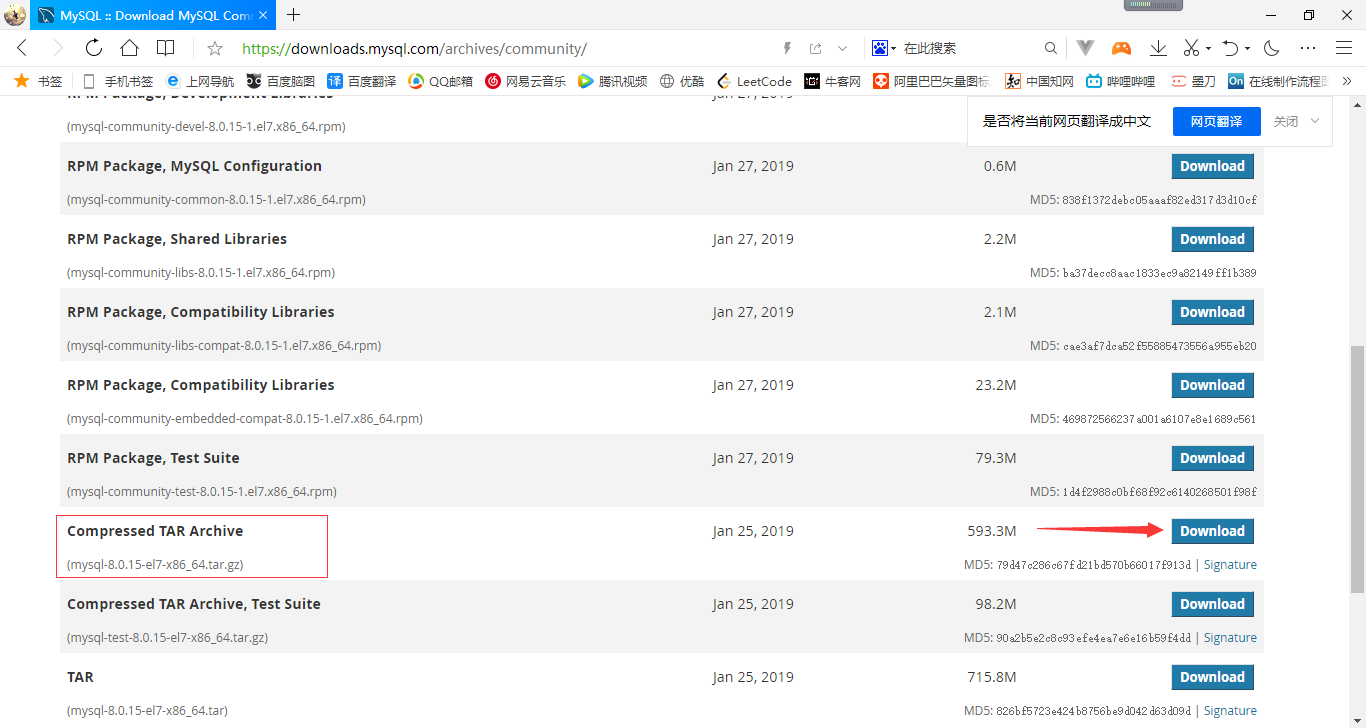 MySQL :: Download MySQL Com
https://downloads.mysql.com/archives/community/
在此搜索
书签 手机书签 上网导航 百度脑图 百度翻译 QQ邮箱 网易云音乐 腾讯视频 优酷 LeetCode 牛客网 阿里巴巴矢量图标 中国知网 哔哩哔哩 墨刀 On 在线制作流程图
RPM Package, Development Libraries Jan 27, 2019
(mysql-community-devel-8.0.15-1.el7.x86_64.rpm)
是否将当前网页翻译成中文 网页翻译 关闭
RPM Package, MySQL Configuration Jan 27, 2019 0.6M Download
(mysql-community-common-8.0.15-1.el7.x86_64.rpm) MD5: 838f1372debc05aaaf82ed317d3d10cf
RPM Package, Shared Libraries Jan 27, 2019 2.2M Download
(mysql-community-libs-8.0.15-1.el7.x86_64.rpm) MD5: ba37decc8aac1833ec9a82149ff1b389
RPM Package, Compatibility Libraries Jan 27, 2019 2.1M Download
(mysql-community-libs-compat-8.0.15-1.el7.x86_64.rpm) MD5: cae3af7dca52f55885473556a955eb20
RPM Package, Compatibility Libraries Jan 27, 2019 23.2M Download
(mysql-community-embedded-compat-8.0.15-1.el7.x86_64.rpm) MD5: 469872566237a001a6107e8e1689c561
RPM Package, Test Suite Jan 27, 2019 79.3M Download
(mysql-community-test-8.0.15-1.el7.x86_64.rpm) MD5: 1d4f2988c0bf68f92c6140268501f98f
Compressed TAR Archive Jan 25, 2019 593.3M Download
(mysql-8.0.15-el7-x86_64.tar.gz) MD5: 79d47c286c67fd21bd570b66017f913d | Signature
Compressed TAR Archive, Test Suite Jan 25, 2019 98.2M Download
(mysql-test-8.0.15-el7-x86_64.tar.gz) MD5: 90a2b5e2c8c93efe4ea7e6e16b59f4dd | Signature
TAR Jan 25, 2019 715.8M Download
(mysql-8.0.15-el7-x86_64.tar) MD5: 826bf5723e424b8756be9d042d63d09d | Signature